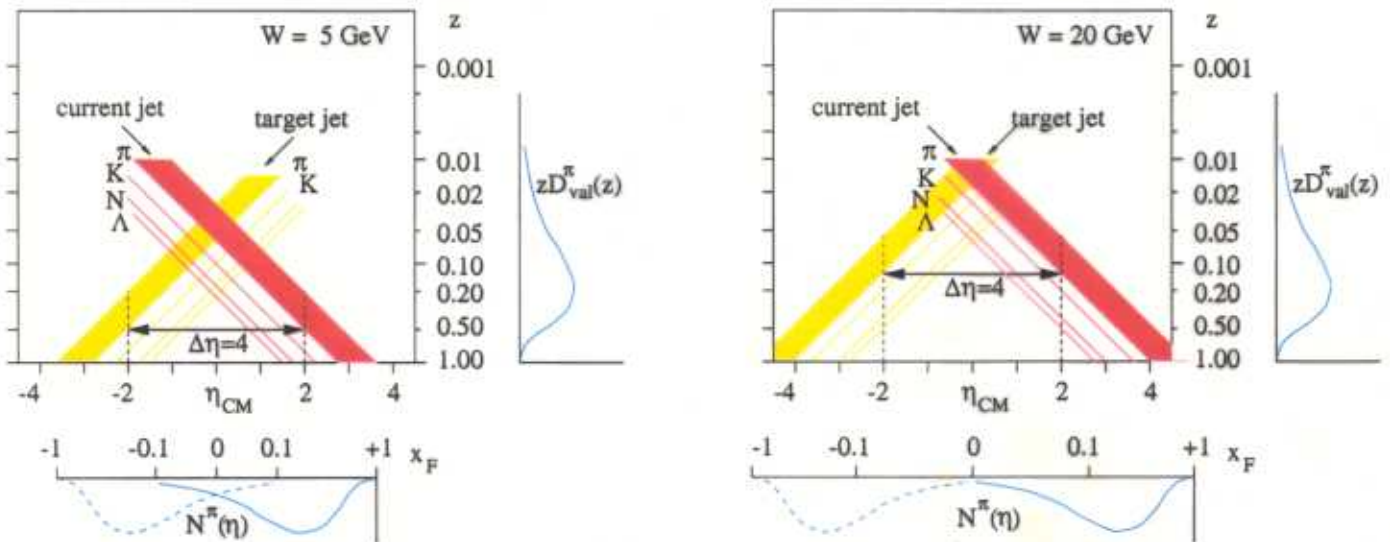 W = 5 GeV
z
current jet
target jet
π
K
N
Λ
π
K
Δη=4
0.001
0.01
0.02
0.05
0.10
0.20
0.50
1.00
-4 -2 2 4
η_CM
zD^π_val(z)
-1 -0.1 0 0.1 +1 x_F
N^π(η)
W = 20 GeV
z
current jet
target jet
π
K
N
Λ
Δη=4
0.001
0.01
0.02
0.05
0.10
0.20
0.50
1.00
-4 -2 2 4
η_CM
zD^π_val(z)
-1 -0.1 0 0.1 +1 x_F
N^π(η)